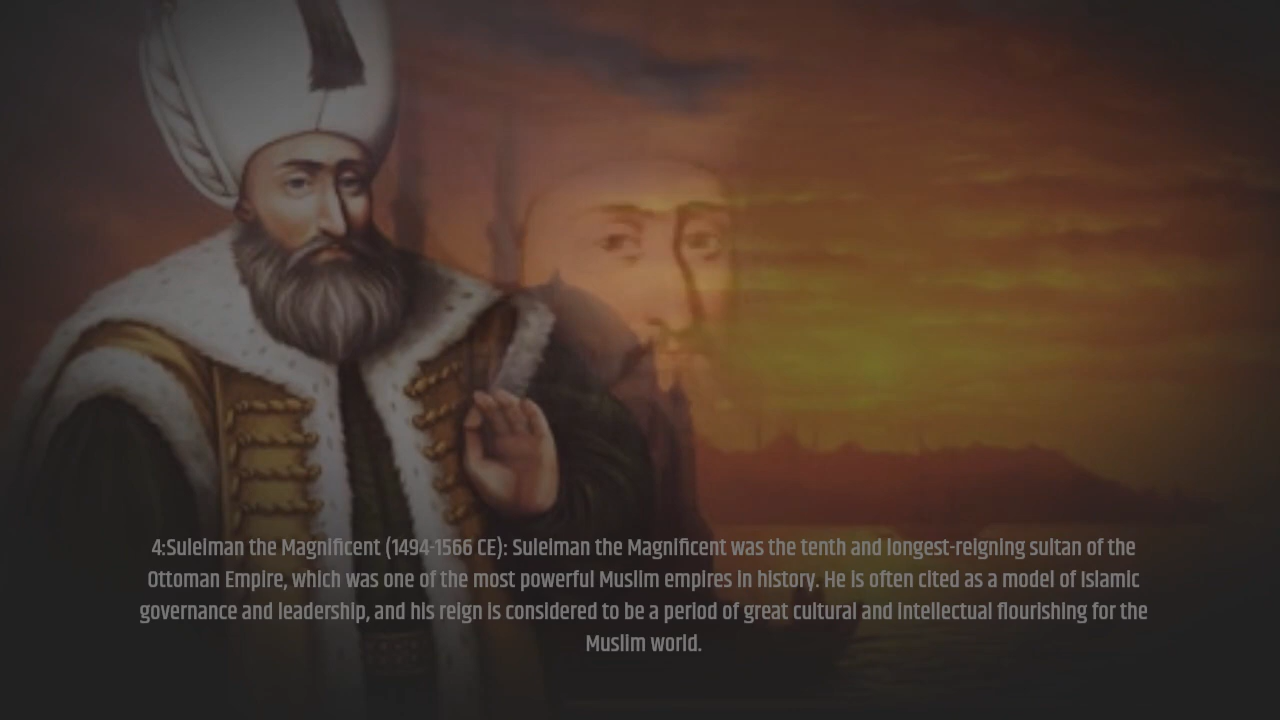 4:Suleiman the Magnificent (1494-1566 CE): Suleiman the Magnificent was the tenth and longest-reigning sultan of the
Ottoman Empire, which was one of the most powerful Muslim empires in history. He is often cited as a model of Islamic
governance and leadership, and his reign is considered to be a period of great cultural and intellectual flourishing for the
Muslim world.